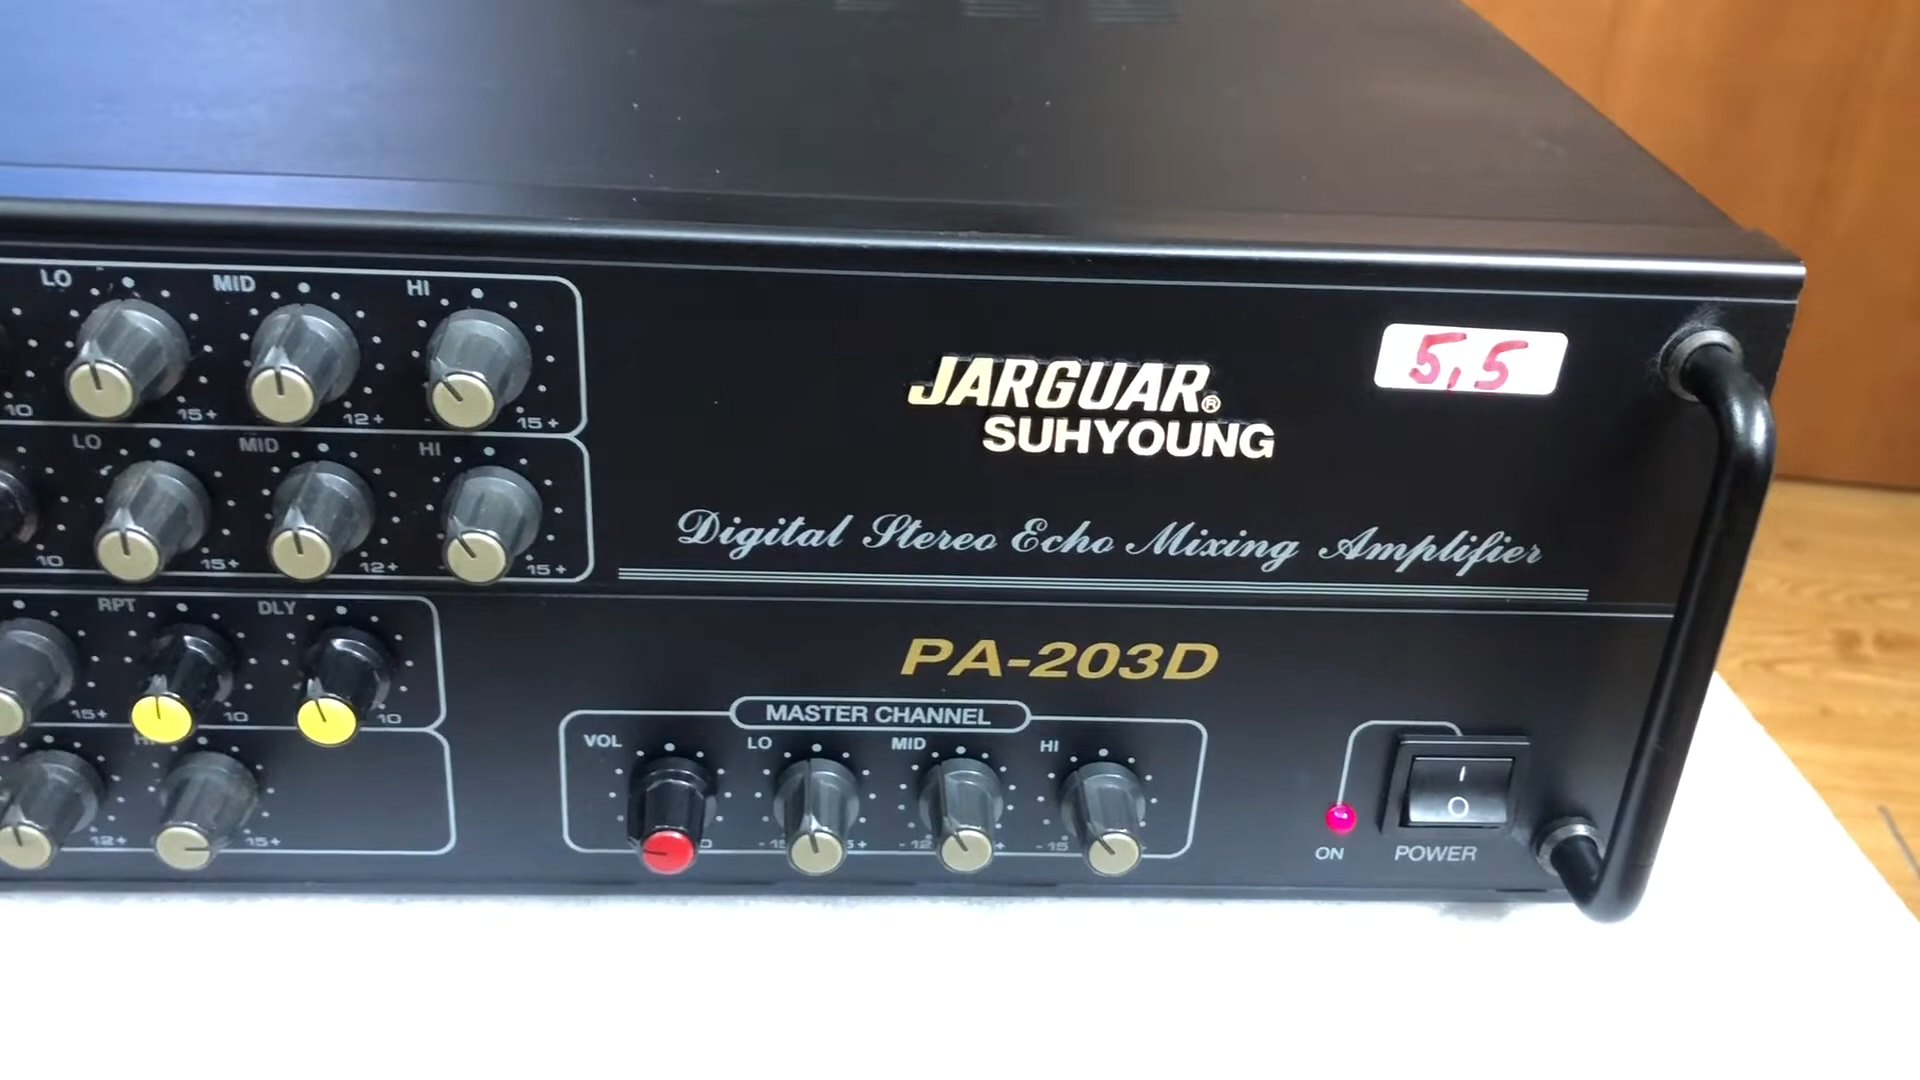 LO MID HI
10 15+ 12+ 15+
LO MID HI
10 15+ 12+ 15+
RPT DLY
15+ 10 10
12+ 15+
JARGUAR®
SUHYOUNG
5,5
Digital Stereo Echo Mixing Amplifier
PA-203D
MASTER CHANNEL
VOL LO MID HI
-15
ON POWER
I
O